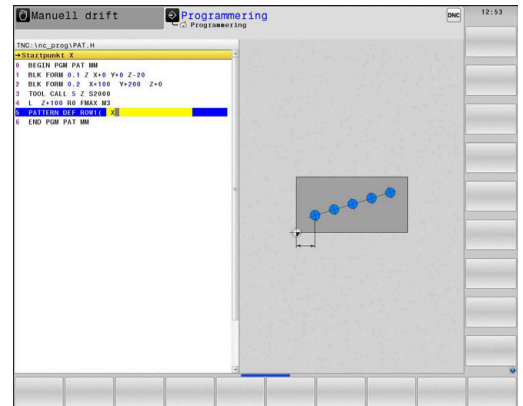 Manuell drift
Programmering
Programmering
DNC
12:53
TNC:\nc_prog\PAT.H
→Startpunkt X
0 BEGIN PGM PAT MM
1 BLK FORM 0.1 Z X+0 Y+0 Z-20
2 BLK FORM 0.2 X+100 Y+200 Z+0
3 TOOL CALL 5 Z S2000
4 L Z+100 R0 FMAX M3
5 PATTERN DEF ROW1( X
6 END PGM PAT MM